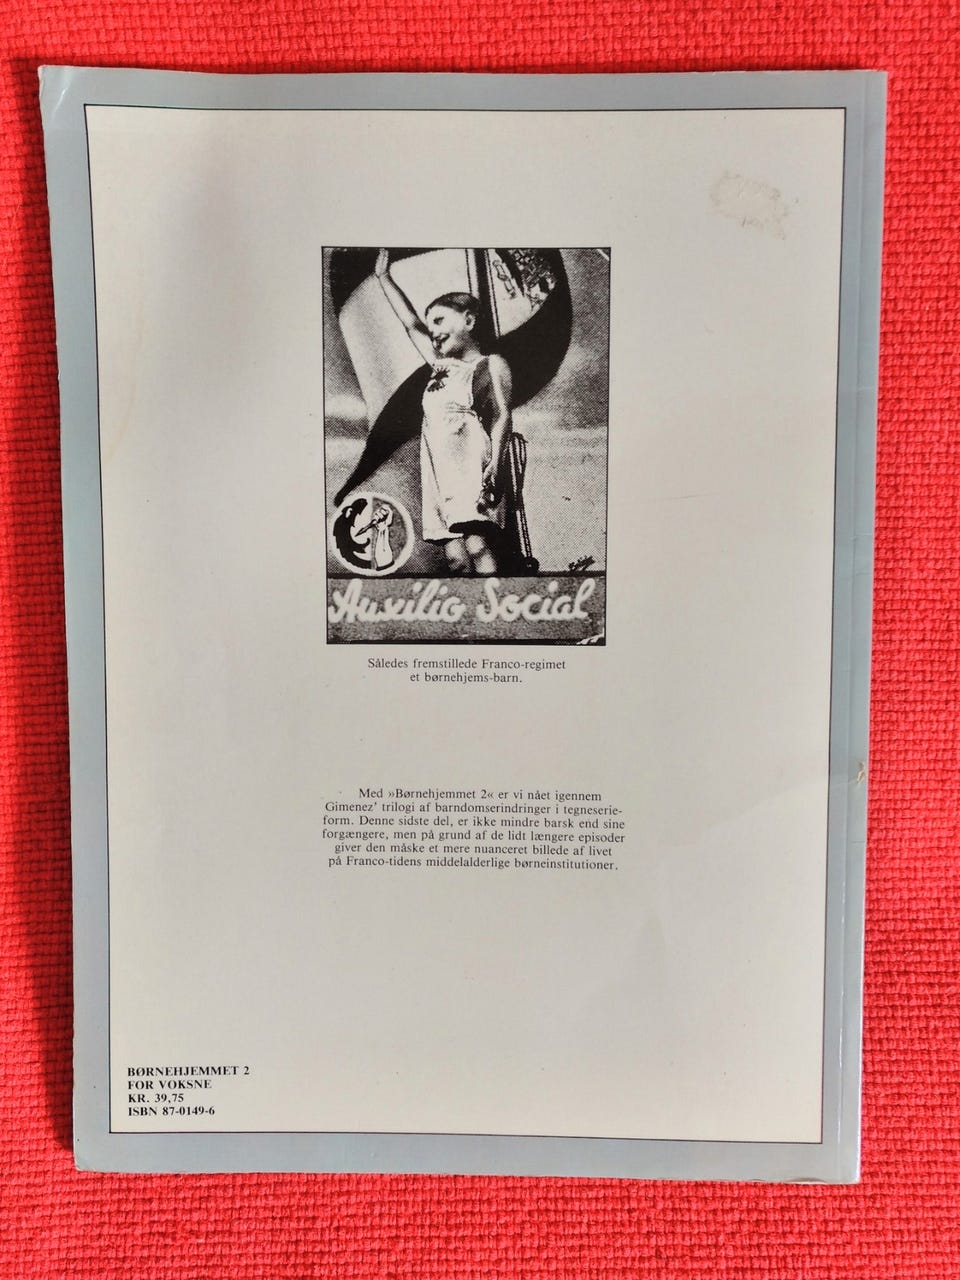 Auxilio Social
Således fremstillede Franco-regimet
et børnehjems-barn.
Med »Børnehjemmet 2« er vi nået igennem
Gimenez' trilogi af barndomserindringer i tegneserie-
form. Denne sidste del, er ikke mindre barsk end sine
forgængere, men på grund af de lidt længere episoder
giver den måske et mere nuanceret billede af livet
på Franco-tidens middelalderlige børneinstitutioner.
BØRNEHJEMMET 2
FOR VOKSNE
KR. 39,75
ISBN 87-0149-6